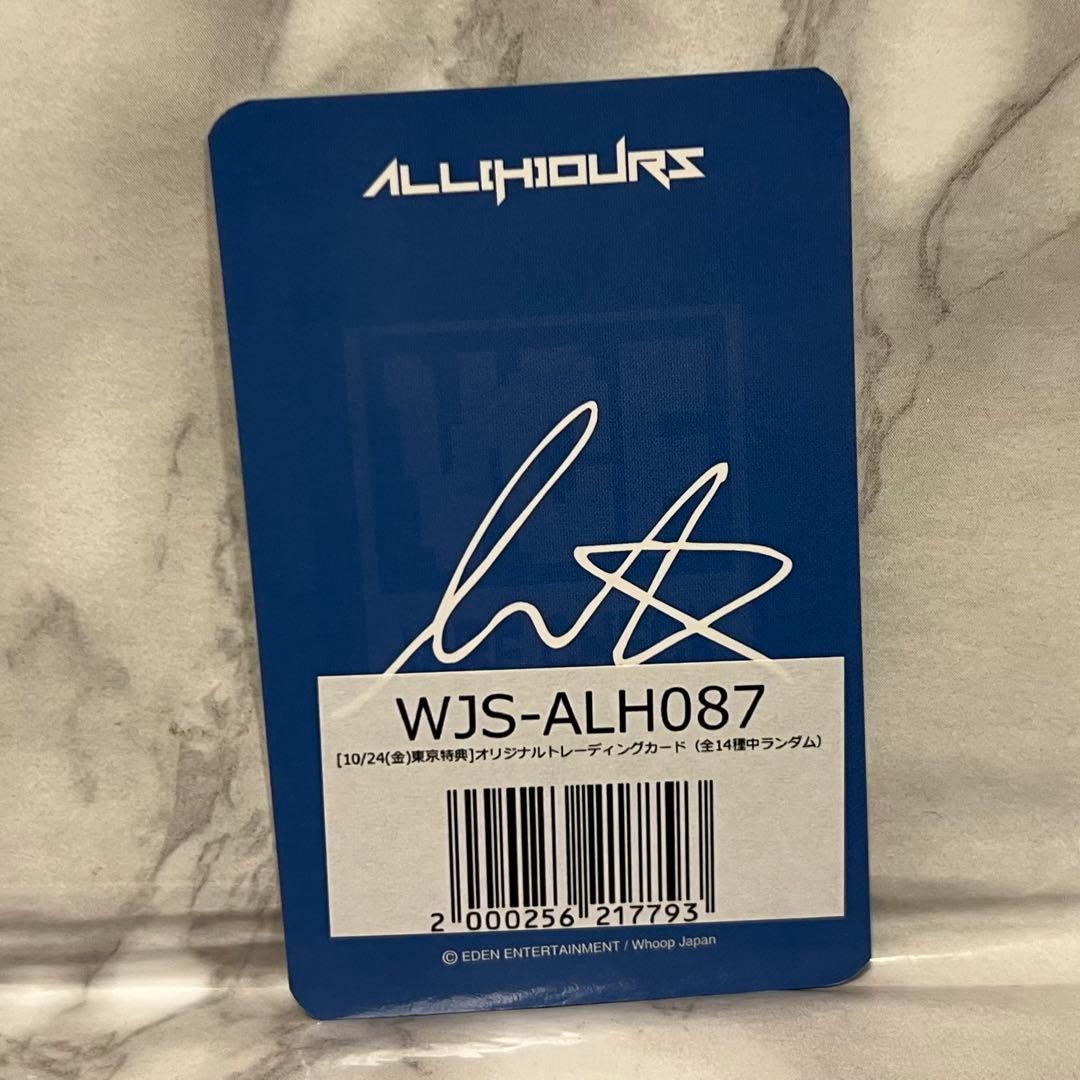 ALL(H)OURS
WJS-ALH087
[10/24(金)東京特典]オリジナルトレーディングカード（全14種中ランダム）
2 000256 217793
© EDEN ENTERTAINMENT / Whoop Japan